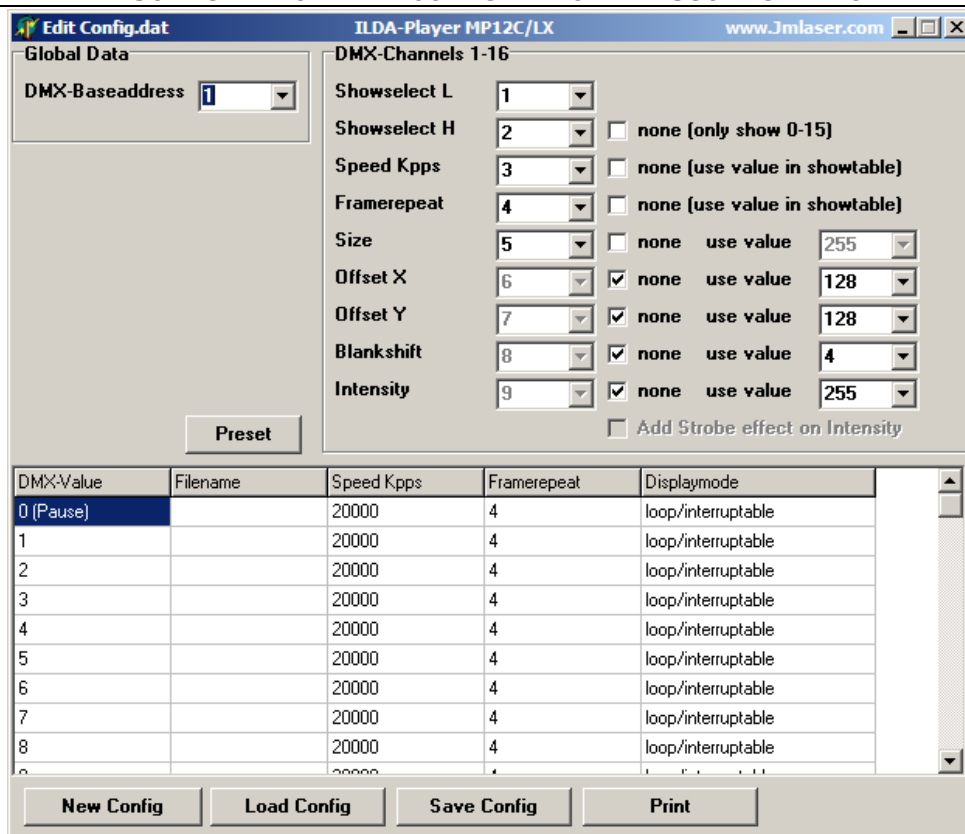 Edit Config.dat ILDA-Player MP12C/LX www.Jmlaser.com
Global Data
DMX-Baseaddress 1
Preset
DMX-Channels 1-16
Showselect L 1
Showselect H 2 none (only show 0-15)
Speed Kpps 3 none (use value in showtable)
Framerepeat 4 none (use value in showtable)
Size 5 none use value 255
Offset X 6 none use value 128
Offset Y 7 none use value 128
Blankshift 8 none use value 4
Intensity 9 none use value 255
Add Strobe effect on Intensity
DMX-Value Filename Speed Kpps Framerepeat Displaymode
0 (Pause) 20000 4 loop/interruptable
1 20000 4 loop/interruptable
2 20000 4 loop/interruptable
3 20000 4 loop/interruptable
4 20000 4 loop/interruptable
5 20000 4 loop/interruptable
6 20000 4 loop/interruptable
7 20000 4 loop/interruptable
8 20000 4 loop/interruptable
New Config Load Config Save Config Print